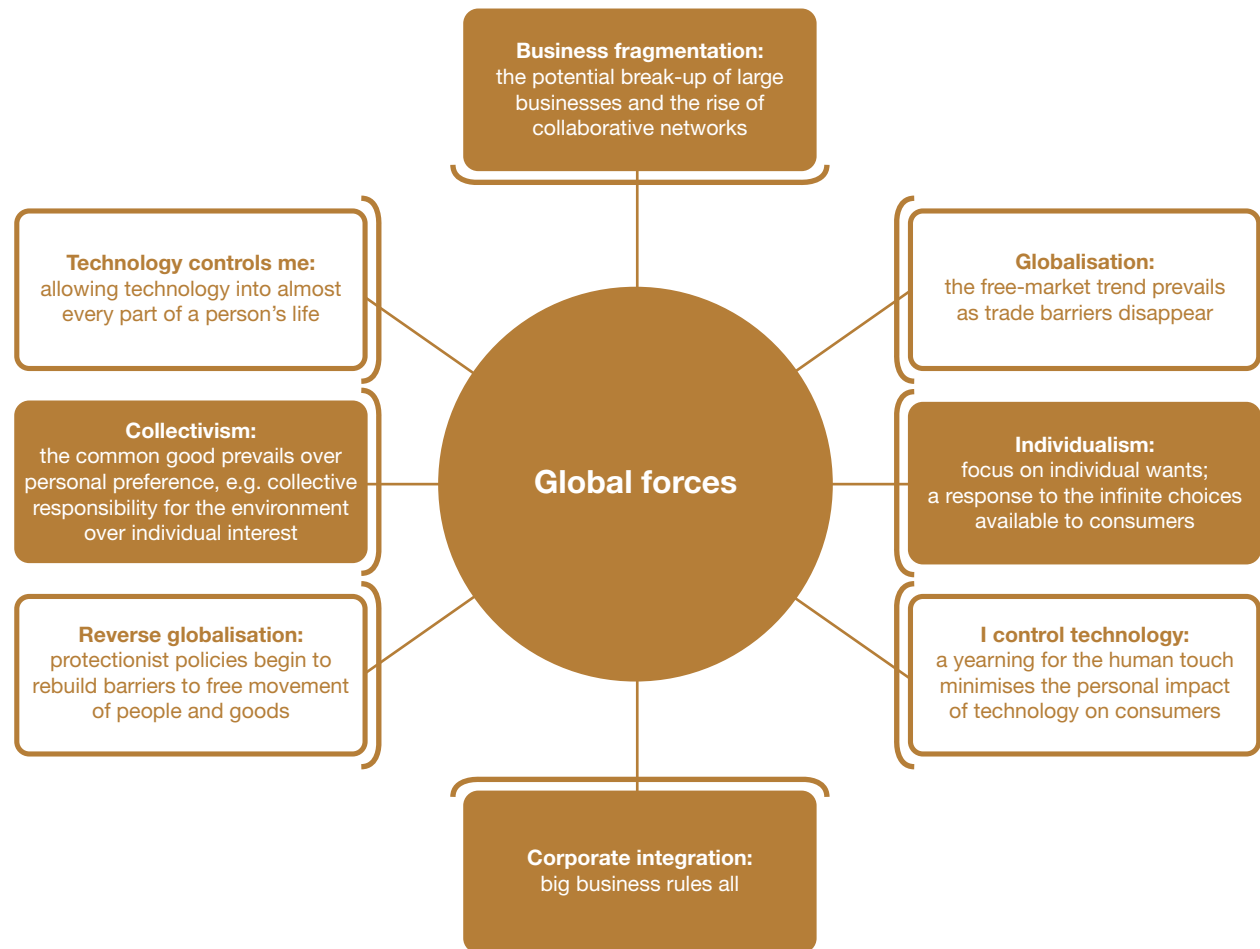 Business fragmentation:
the potential break-up of large
businesses and the rise of
collaborative networks
Technology controls me:
allowing technology into almost
every part of a person’s life
Globalisation:
the free-market trend prevails
as trade barriers disappear
Collectivism:
the common good prevails over
personal preference, e.g. collective
responsibility for the environment
over individual interest
Global forces
Individualism:
focus on individual wants;
a response to the infinite choices
available to consumers
Reverse globalisation:
protectionist policies begin to
rebuild barriers to free movement
of people and goods
I control technology:
a yearning for the human touch
minimises the personal impact
of technology on consumers
Corporate integration:
big business rules all